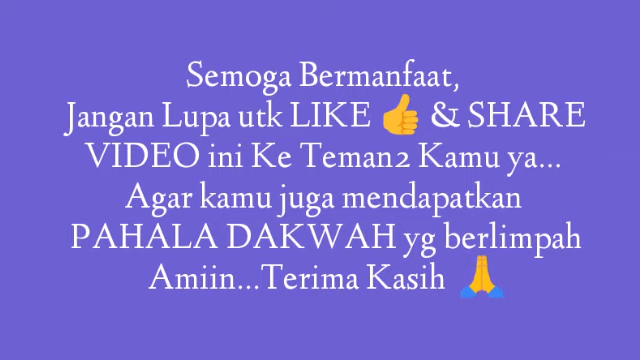 Semoga Bermanfaat,
Jangan Lupa utk LIKE 👍 & SHARE
VIDEO ini Ke Teman2 Kamu ya...
Agar kamu juga mendapatkan
PAHALA DAKWAH yg berlimpah
Amiin...Terima Kasih 🙏